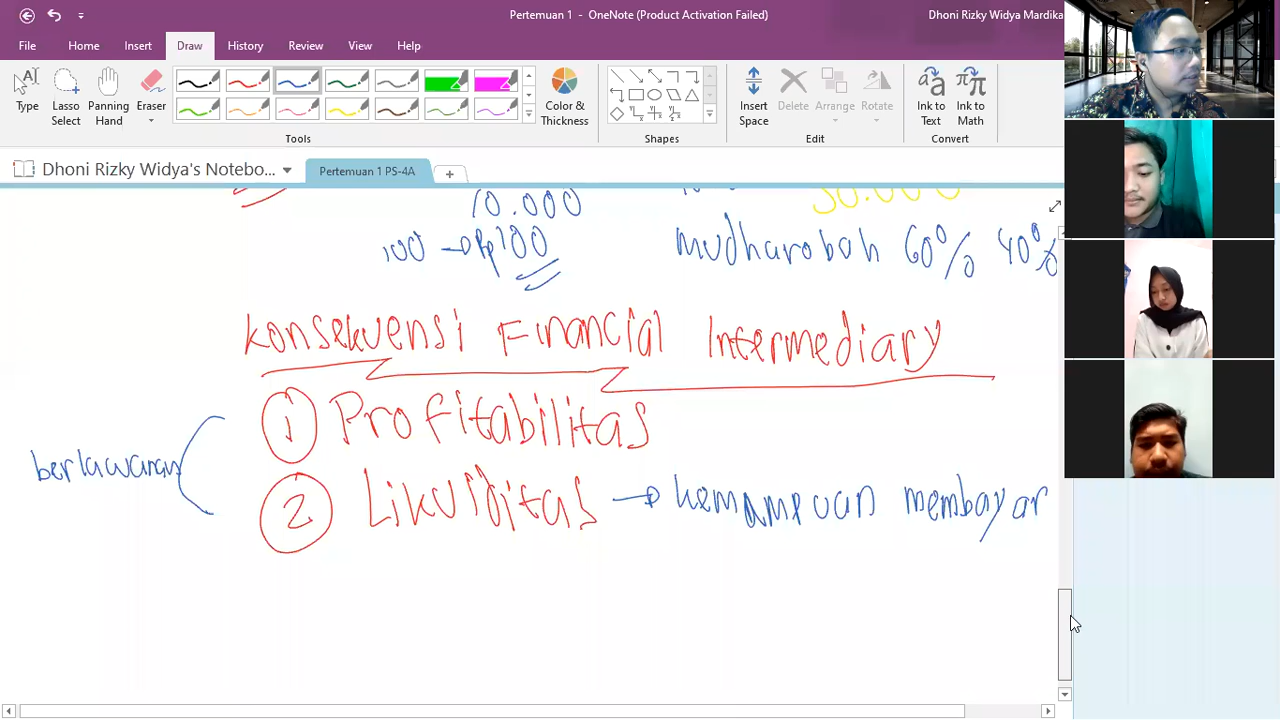 Pertemuan 1 - OneNote (Product Activation Failed)
Dhoni Rizky Widya Mardika
File Home Insert Draw History Review View Help
Type
Lasso Select
Panning Hand
Eraser
Color & Thickness
Insert Space
Delete
Arrange
Rotate
Ink to Text
Ink to Math
Tools
Shapes
Edit
Convert
Dhoni Rizky Widya's Notebo...
Pertemuan 1 PS-4A
10.000
30.000
100 → Rp100
mudharobah 60% 40%
Konsekuensi Financial Intermediary
1 Profitabilitas
berlawanan
2 Likuiditas → kemampuan membayar